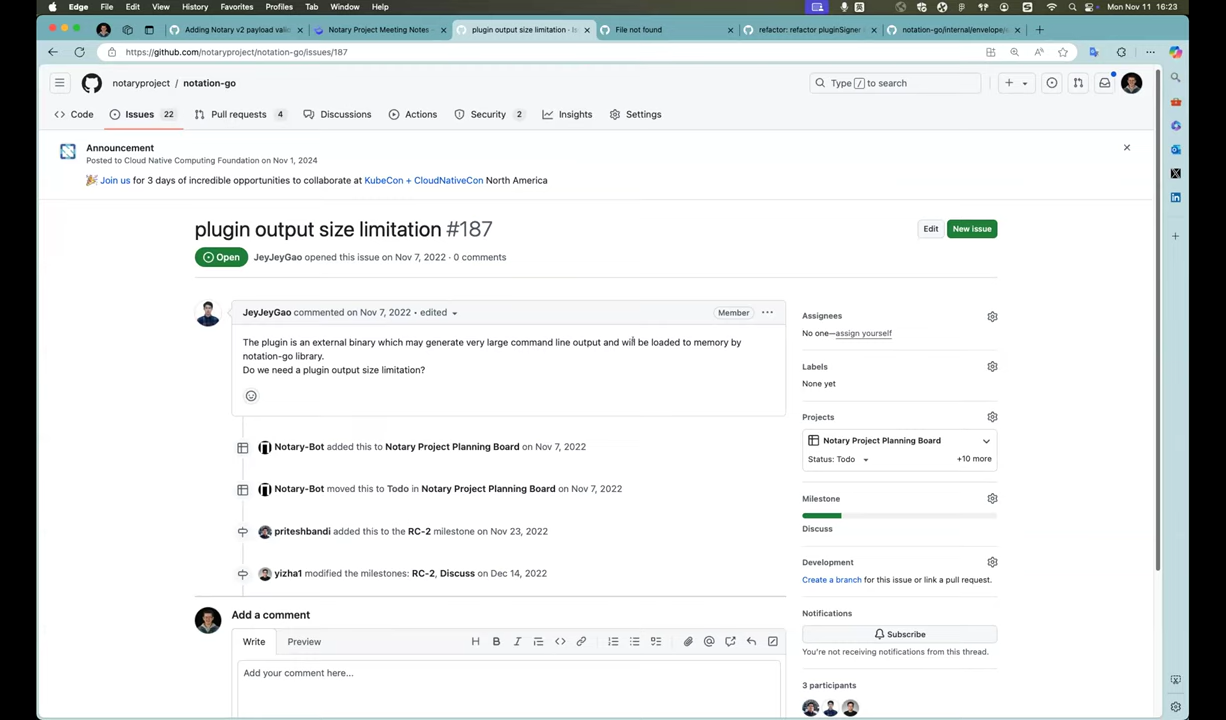 Edge File Edit View History Favorites Profiles Tab Window Help Mon Nov 11 16:23
Adding Notary v2 payload valid Notary Project Meeting Notes plugin output size limitation · I File not found refactor: refactor pluginSigner notation-go/internal/envelope/e
https://github.com/notaryproject/notation-go/issues/187
notaryproject / notation-go Type / to search
Code Issues 22 Pull requests 4 Discussions Actions Security 2 Insights Settings
Announcement
Posted to Cloud Native Computing Foundation on Nov 1, 2024
🎉 Join us for 3 days of incredible opportunities to collaborate at KubeCon + CloudNativeCon North America
plugin output size limitation #187
Edit New issue
Open JeyJeyGao opened this issue on Nov 7, 2022 · 0 comments
JeyJeyGao commented on Nov 7, 2022 • edited Member
The plugin is an external binary which may generate very large command line output and will be loaded to memory by
notation-go library.
Do we need a plugin output size limitation?
Notary-Bot added this to Notary Project Planning Board on Nov 7, 2022
Notary-Bot moved this to Todo in Notary Project Planning Board on Nov 7, 2022
priteshbandi added this to the RC-2 milestone on Nov 23, 2022
yizha1 modified the milestones: RC-2, Discuss on Dec 14, 2022
Add a comment
Write Preview
Add your comment here...
Assignees
No one—assign yourself
Labels
None yet
Projects
Notary Project Planning Board
Status: Todo +10 more
Milestone
Discuss
Development
Create a branch for this issue or link a pull request.
Notifications
Subscribe
You're not receiving notifications from this thread.
3 participants